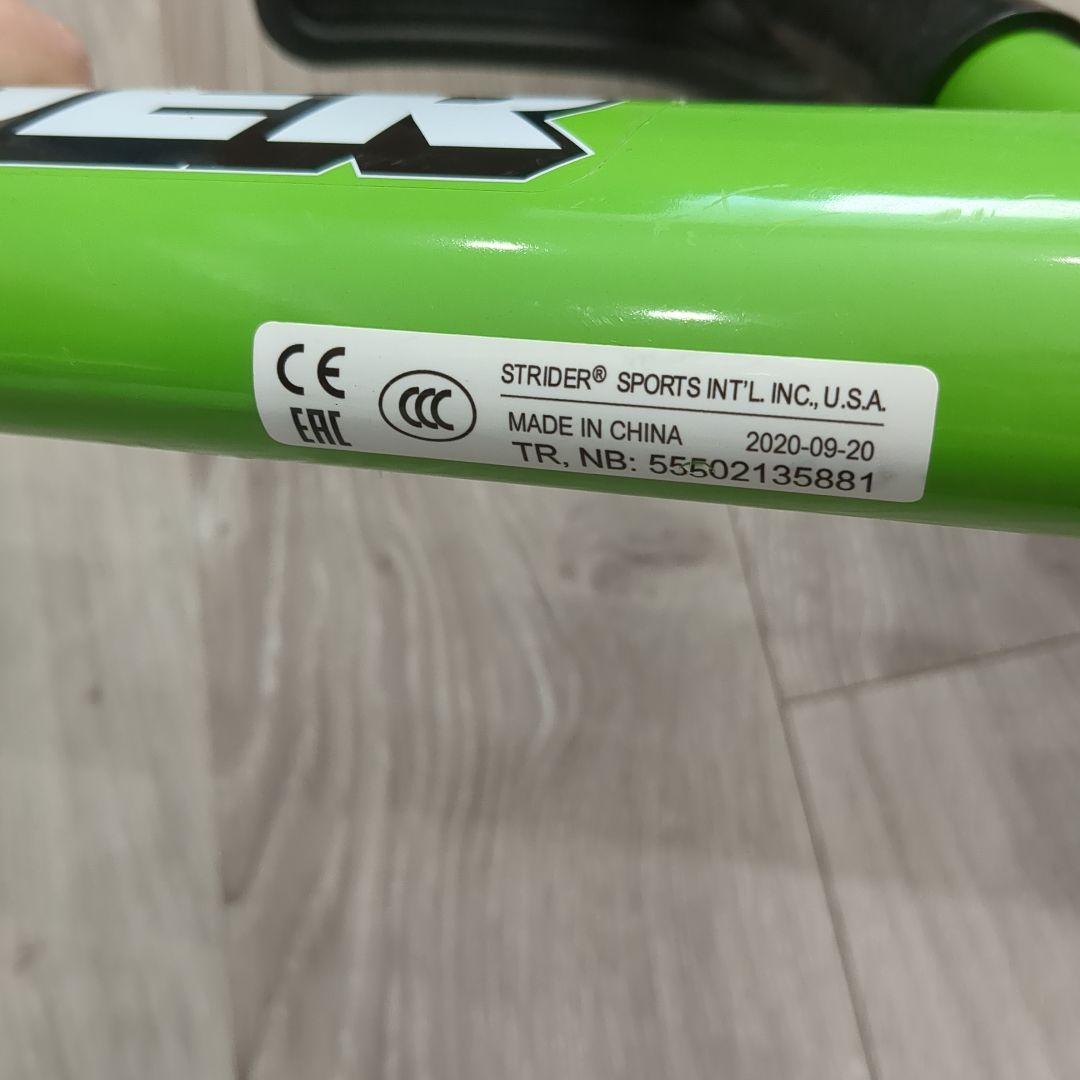 CE
EAC
CCC
STRIDER® SPORTS INT'L. INC., U.S.A.
MADE IN CHINA 2020-09-20
TR, NB: 55502135881